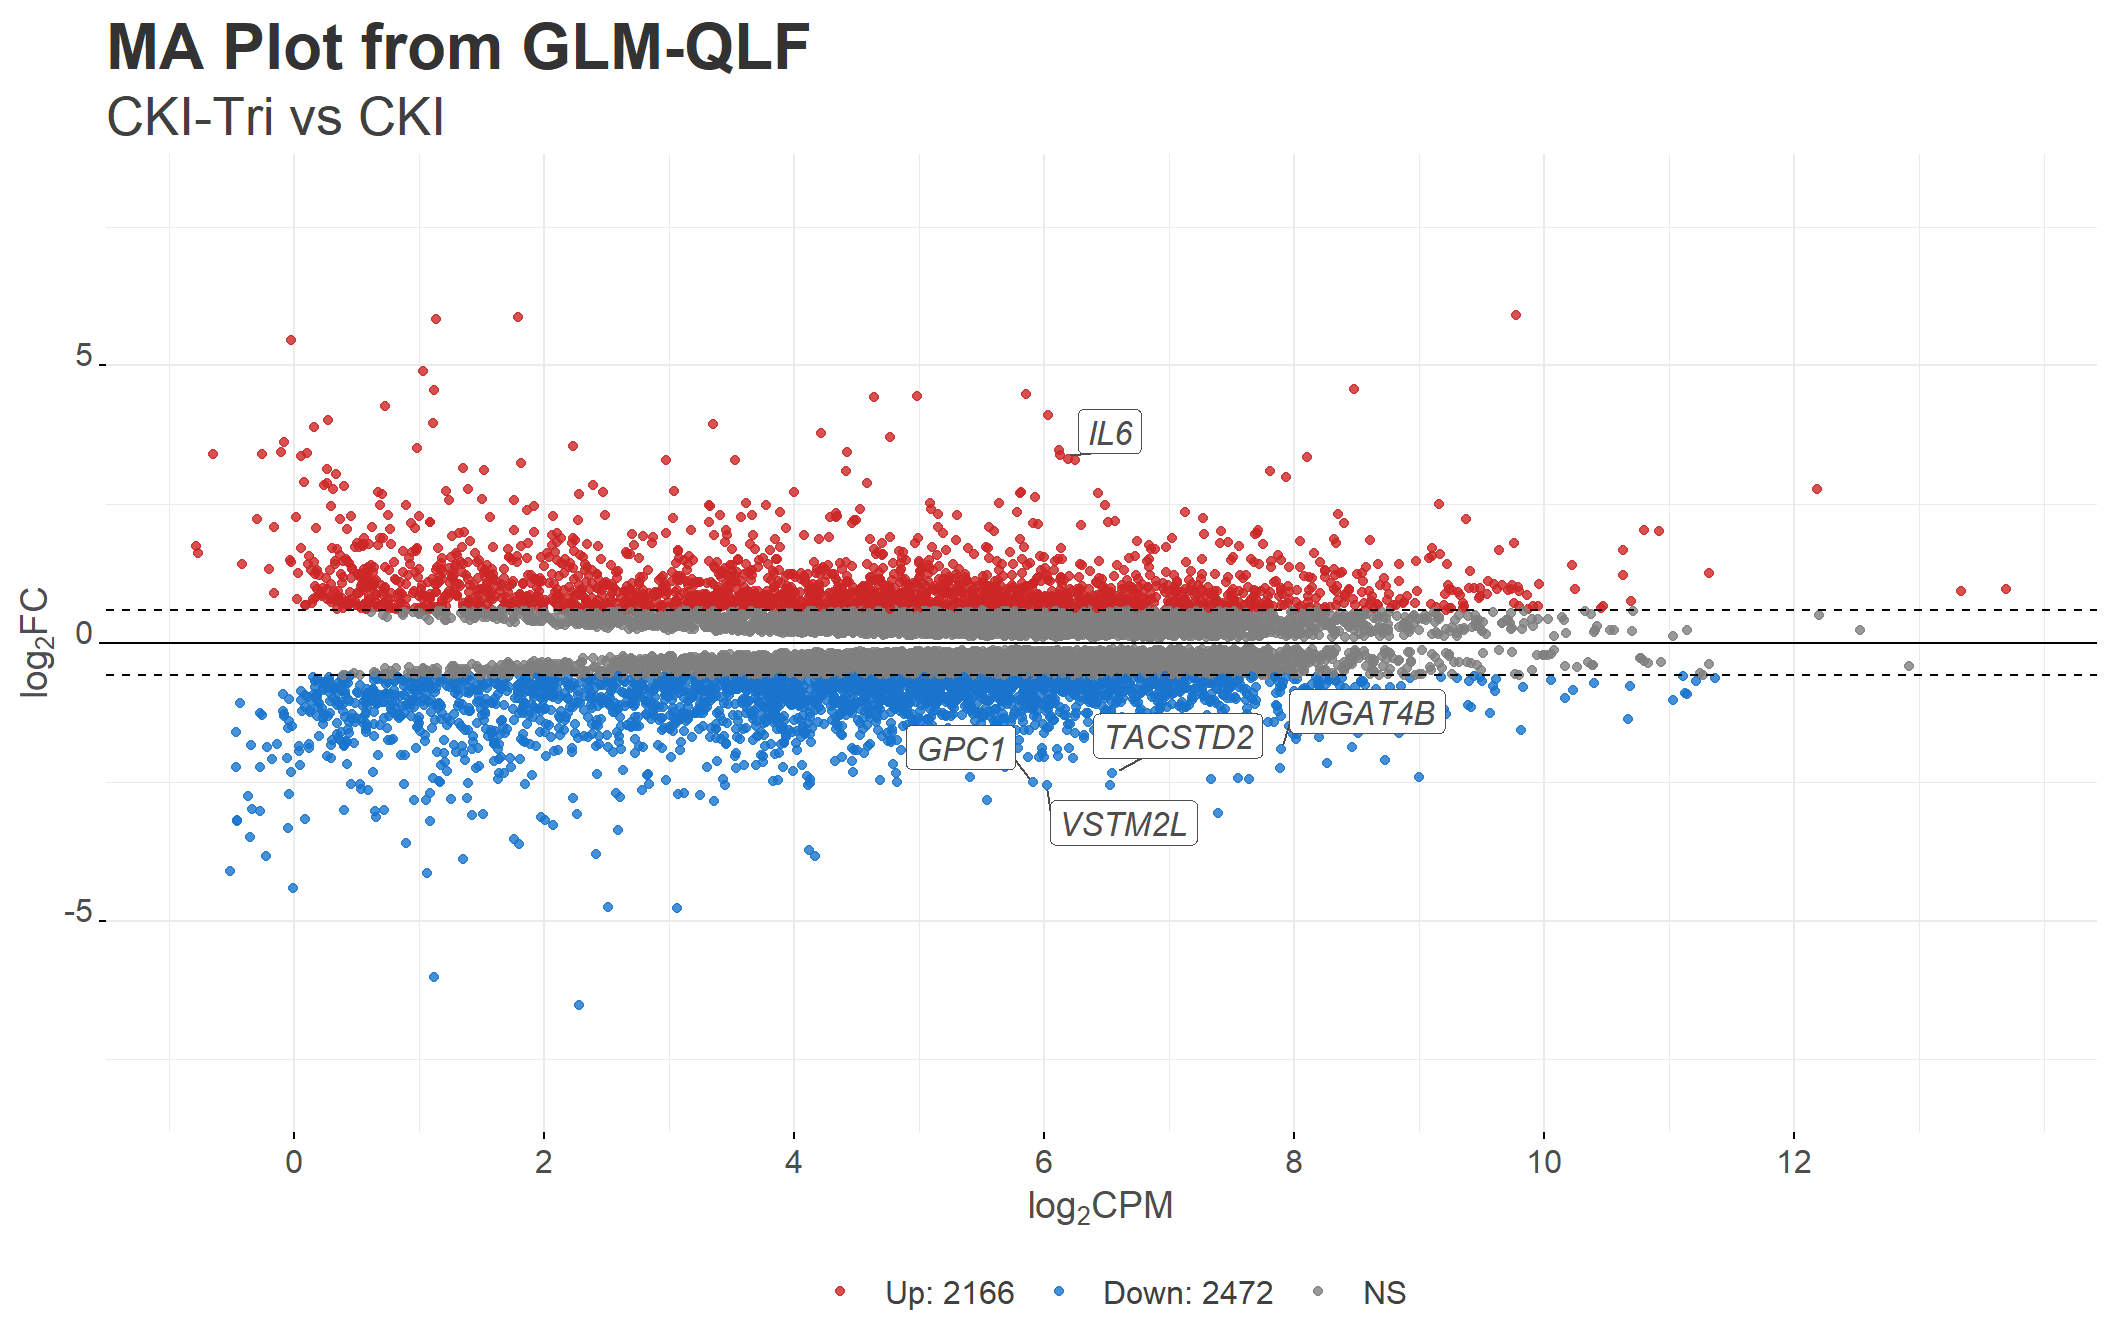 MA Plot from GLM-QLF
CKI-Tri vs CKI
log₂FC
5
0
-5
IL6
MGAT4B
TACSTD2
GPC1
VSTM2L
0 2 4 6 8 10 12
log₂CPM
Up: 2166 Down: 2472 NS